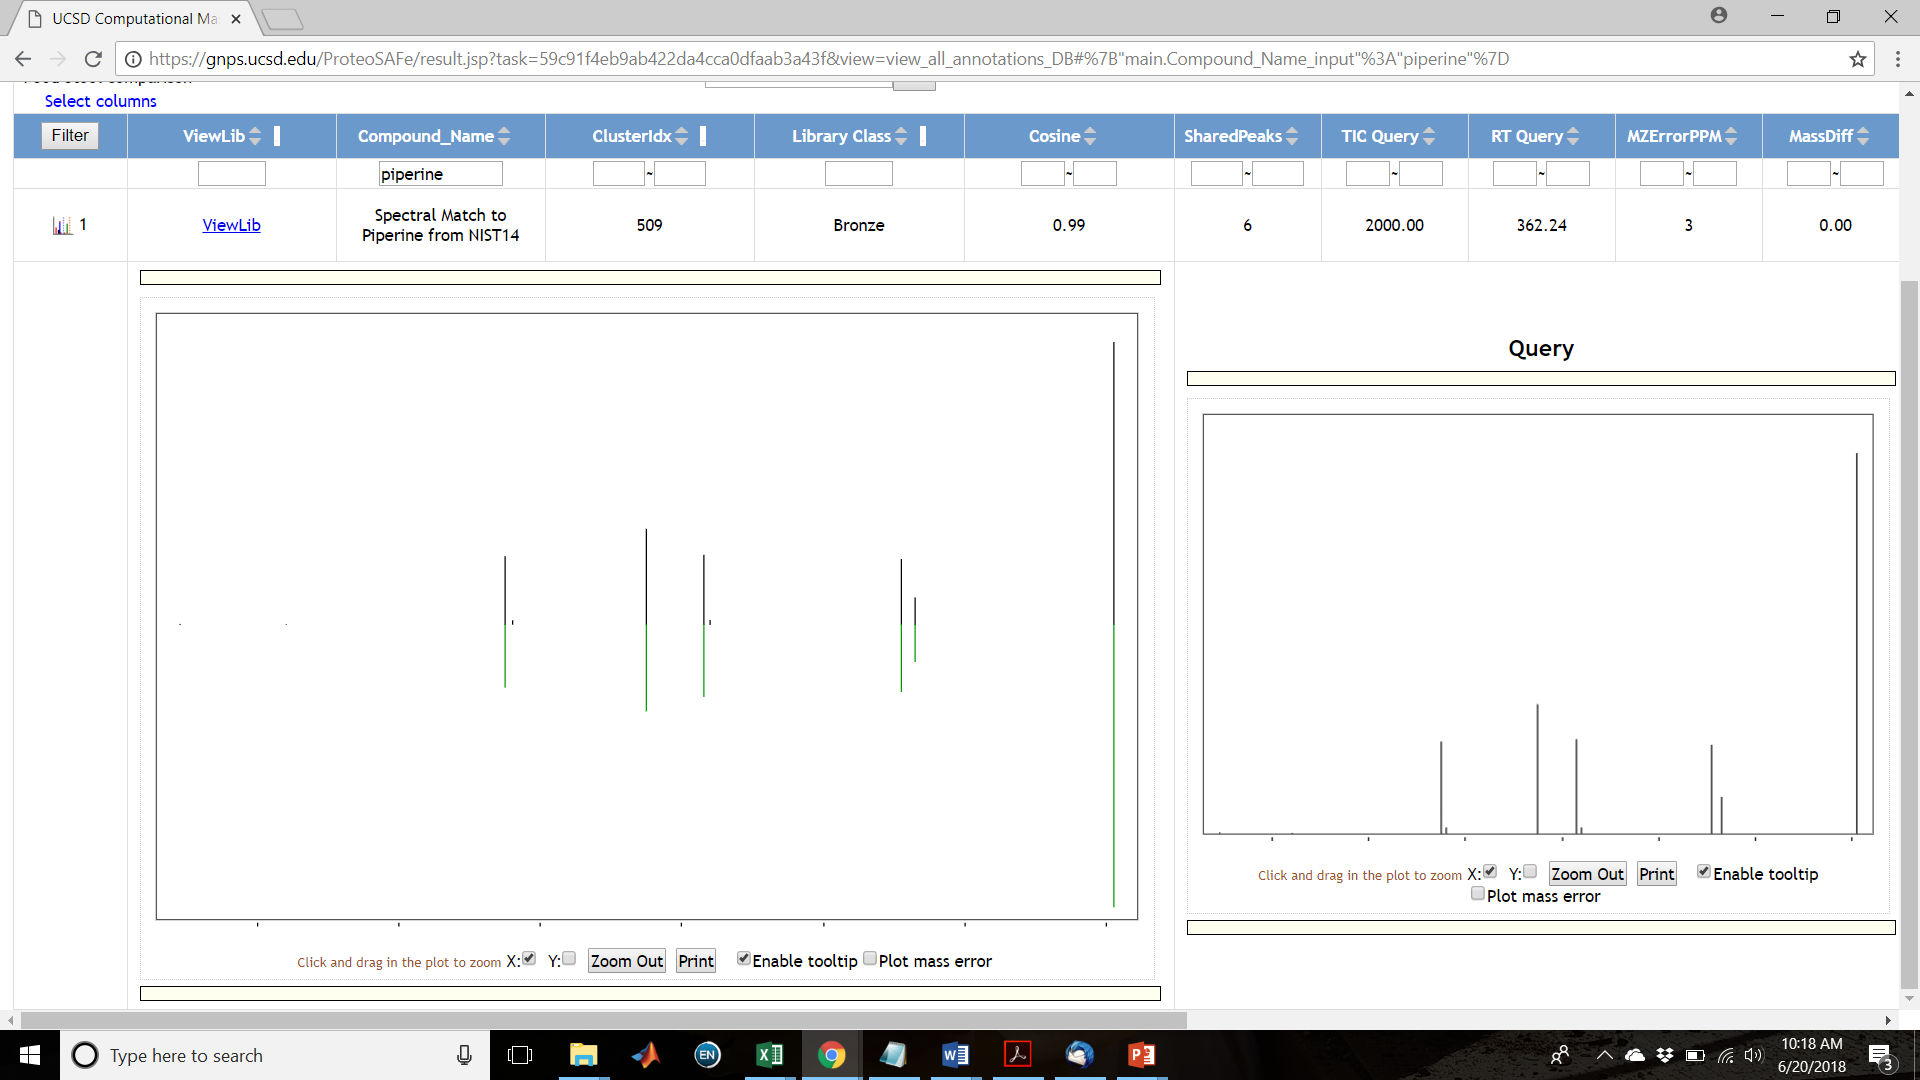 UCSD Computational Ma
https://gnps.ucsd.edu/ProteoSAFe/result.jsp?task=59c91f4eb9ab422da4cca0dfaab3a43f&view=view_all_annotations_DB#%7B"main.Compound_Name_input"%3A"piperine"%7D
Select columns
Filter ViewLib Compound_Name ClusterIdx Library Class Cosine SharedPeaks TIC Query RT Query MZErrorPPM MassDiff
piperine ~ ~ ~ ~ ~ ~ ~
1 ViewLib Spectral Match to Piperine from NIST14 509 Bronze 0.99 6 2000.00 362.24 3 0.00
Query
Click and drag in the plot to zoom X: Y: Zoom Out Print Enable tooltip
Plot mass error
Click and drag in the plot to zoom X: Y: Zoom Out Print Enable tooltip Plot mass error
Type here to search
EN
10:18 AM
6/20/2018
3